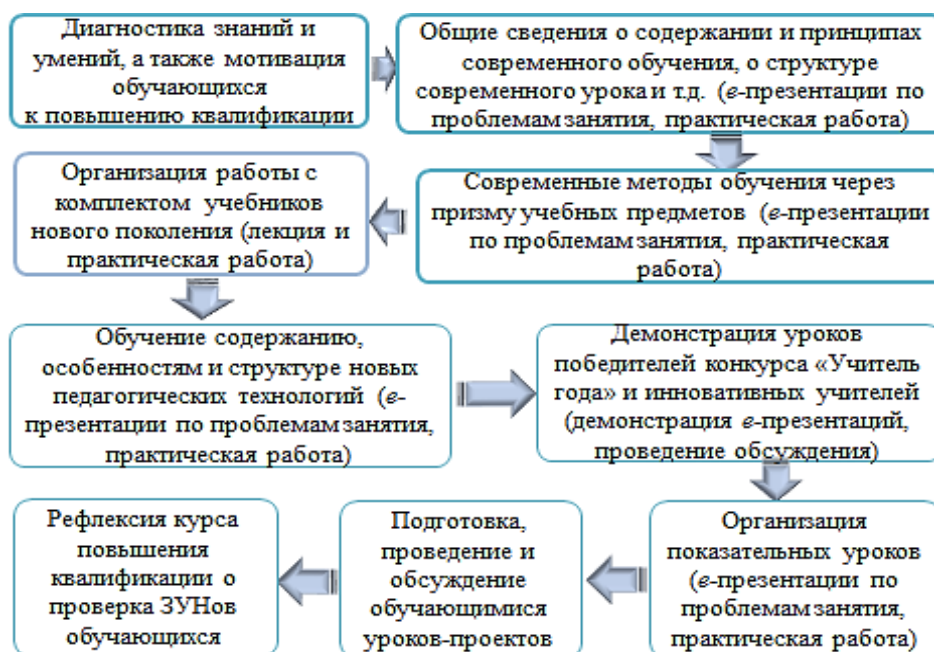 Диагностика знаний и
умений, а также мотивация
обучающихся
к повышению квалификации
Общие сведения о содержании и принципах
современного обучения, о структуре
современного урока и т.д. (е-презентации по
проблемам занятия, практическая работа)
Современные методы обучения через
призму учебных предметов (е-презентации
по проблемам занятия, практическая
работа)
Организация работы с
комплектом учебников
нового поколения (лекция и
практическая работа)
Обучение содержанию,
особенностям и структуре новых
педагогических технологий (е-
презентации по проблемам занятия,
практическая работа)
Демонстрация уроков
победителей конкурса «Учитель
года» и инновативных учителей
(демонстрация е-презентаций,
проведение обсуждения)
Организация
показательных уроков
(е-презентации по
проблемам занятия,
практическая работа)
Подготовка,
проведение и
обсуждение
обучающимися
уроков-проектов
Рефлексия курса
повышения
квалификации о
проверка ЗУНов
обучающихся